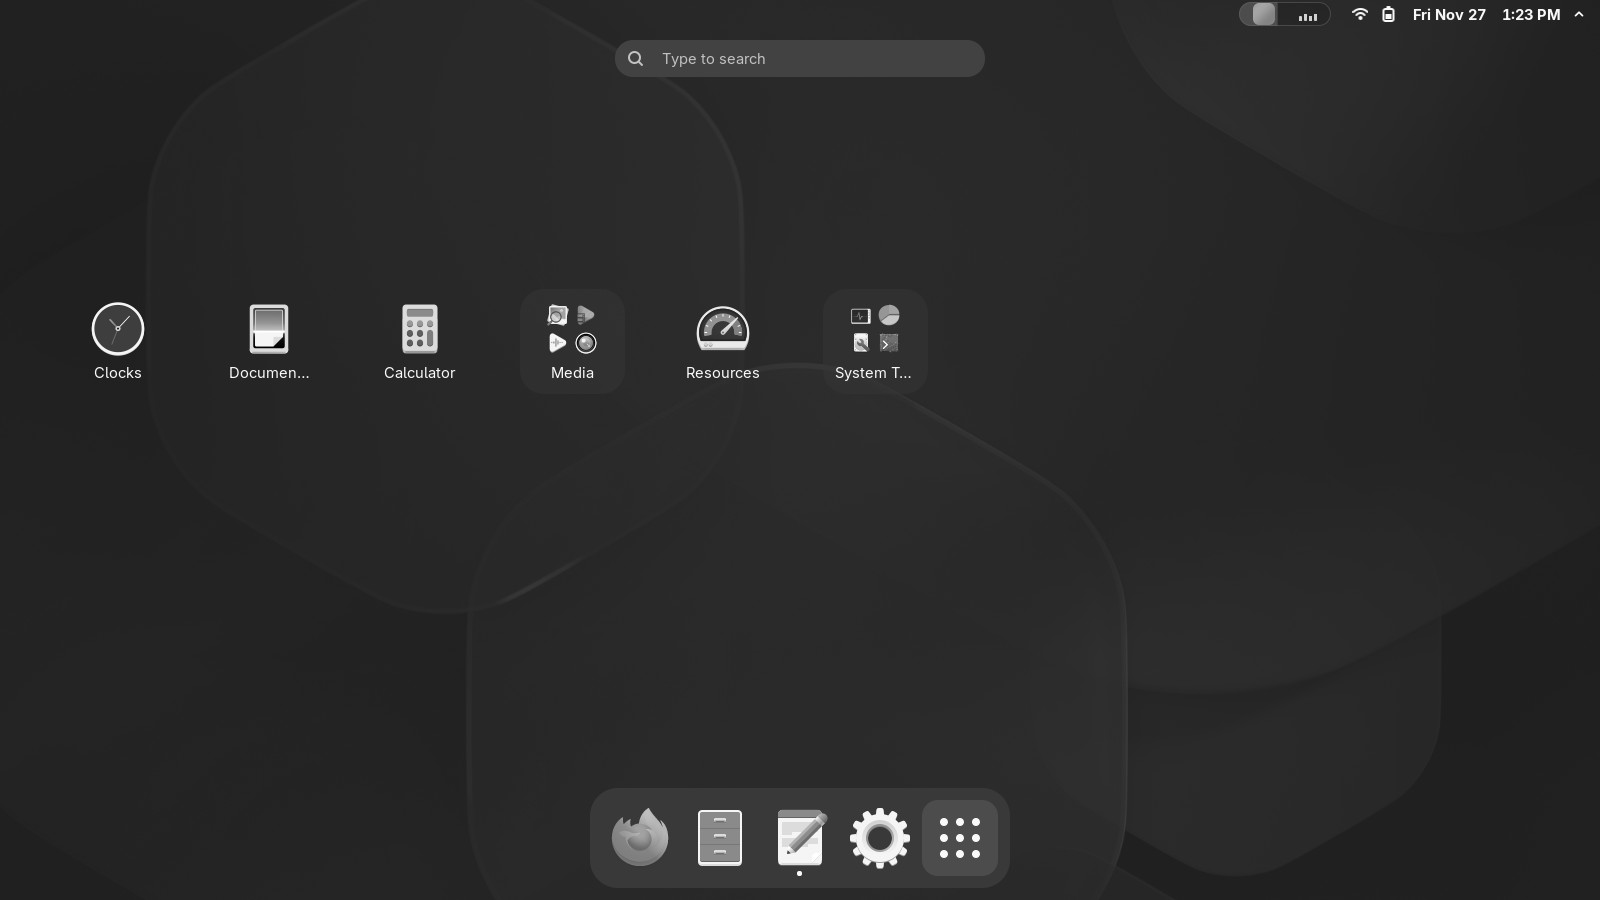 Fri Nov 27 1:23 PM
Type to search
Clocks
Documen...
Calculator
Media
Resources
System T...